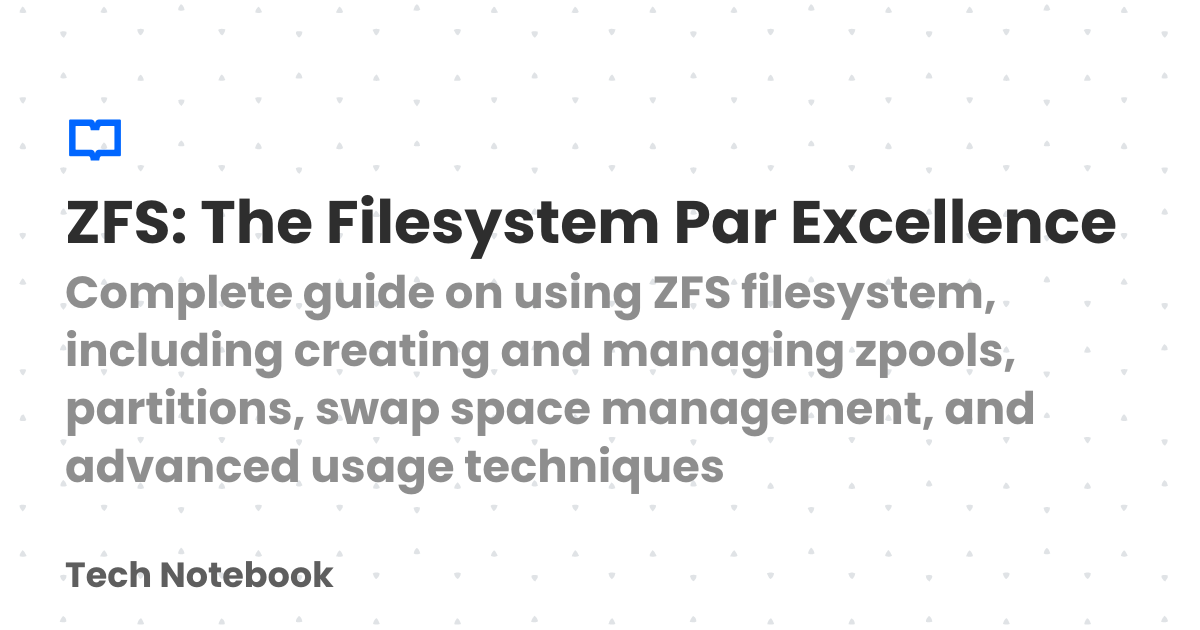 ZFS: The Filesystem Par Excellence
Complete guide on using ZFS filesystem,
including creating and managing zpools,
partitions, swap space management, and
advanced usage techniques
Tech Notebook